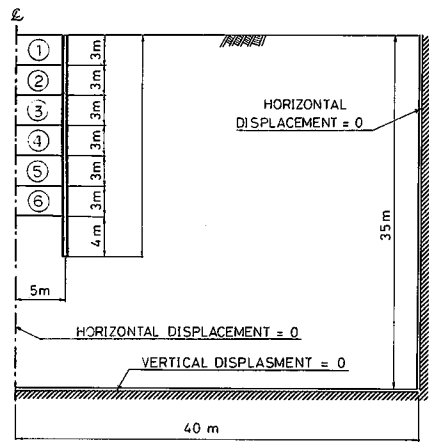 ℄
① 3m
② 3m
③ 3m
④ 3m
⑤ 3m
⑥ 3m
4m
HORIZONTAL
DISPLACEMENT = 0
35m
5m
HORIZONTAL DISPLACEMENT = 0
VERTICAL DISPLASMENT = 0
40 m